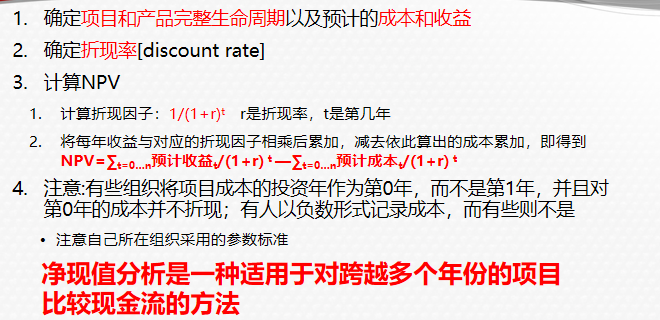 1. 确定项目和产品完整生命周期以及预计的成本和收益
2. 确定折现率[discount rate]
3. 计算NPV
1. 计算折现因子：1/(1+r)ᵗ r是折现率，t是第几年
2. 将每年收益与对应的折现因子相乘后累加，减去依此算出的成本累加，即得到
NPV=∑t=0...n预计收益t/(1+r) ᵗ—∑t=0...n预计成本t/(1+r) ᵗ
4. 注意:有些组织将项目成本的投资年作为第0年，而不是第1年，并且对
第0年的成本并不折现；有人以负数形式记录成本，而有些则不是
• 注意自己所在组织采用的参数标准
净现值分析是一种适用于对跨越多个年份的项目
比较现金流的方法